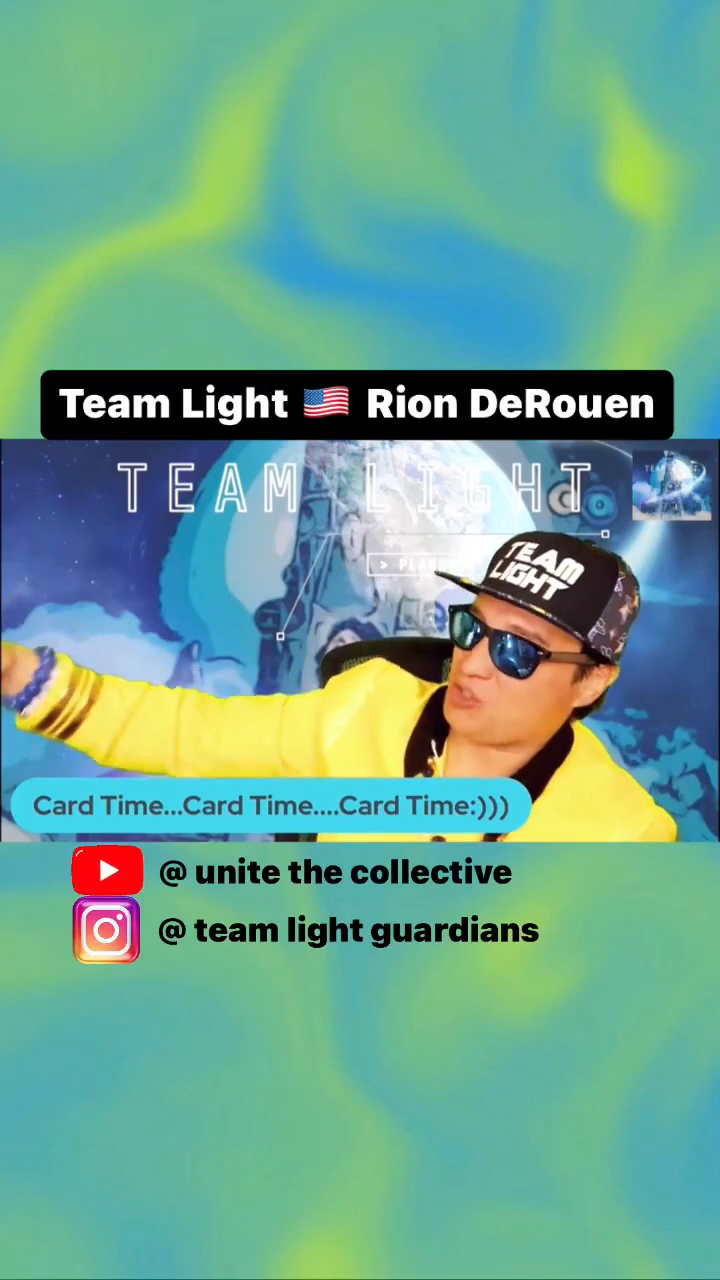 Team Light 🇺🇸 Rion DeRouen
TEAM LIGHT
TEAM
LIGHT
Card Time...Card Time....Card Time:)))
@ unite the collective
@ team light guardians